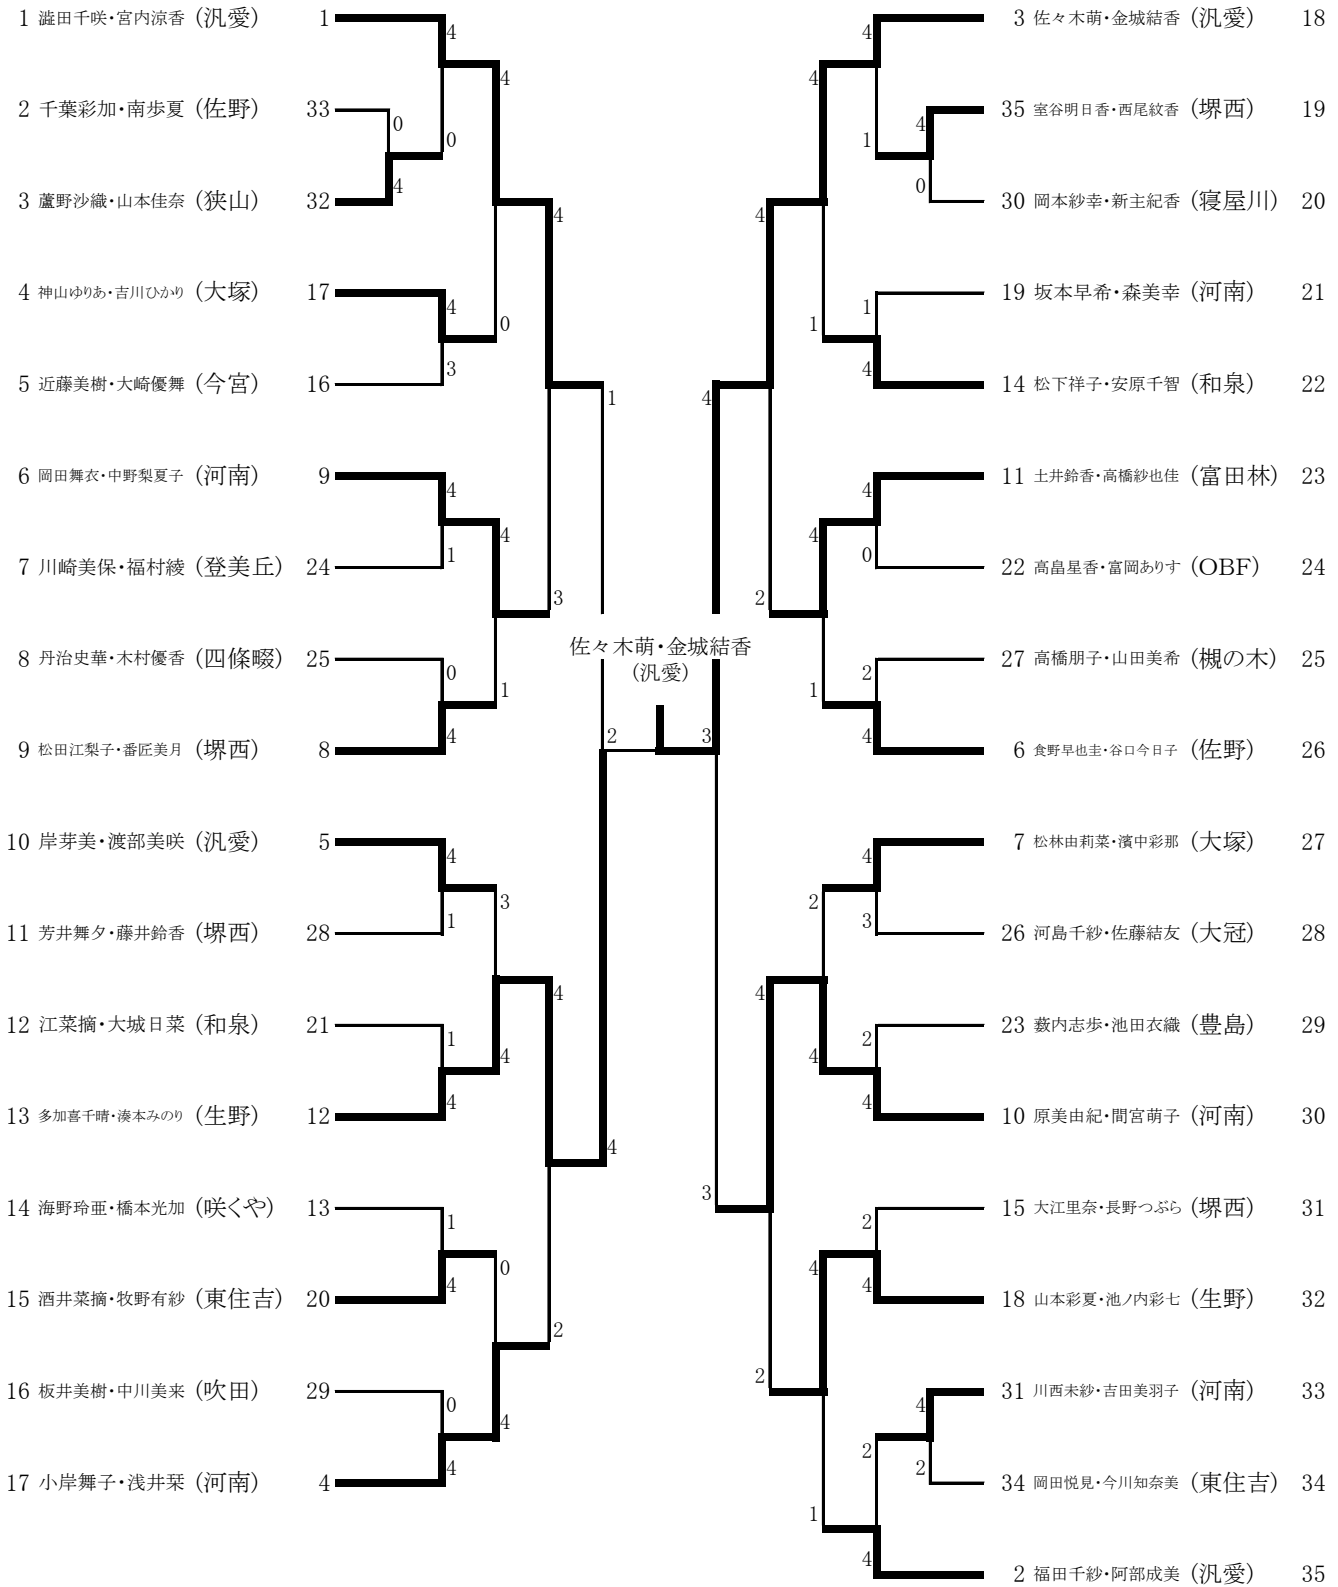 1 澁田千咲・宮内涼香 (汎愛) 1
4
4
2 千葉彩加・南歩夏 (佐野) 33
0
0
4
3 蘆野沙織・山本佳奈 (狭山) 32
4
4 神山ゆりあ・吉川ひかり (大塚) 17
4
0
3
5 近藤美樹・大崎優舞 (今宮) 16
1
6 岡田舞衣・中野梨夏子 (河南) 9
4
4
1
7 川崎美保・福村綾 (登美丘) 24
3
8 丹治史華・木村優香 (四條畷) 25
0
1
4
9 松田江梨子・番匠美月 (堺西) 8
2
10 岸芽美・渡部美咲 (汎愛) 5
4
3
1
11 芳井舞夕・藤井鈴香 (堺西) 28
4
12 江菜摘・大城日菜 (和泉) 21
1
4
4
13 多加喜千晴・湊本みのり (生野) 12
4
14 海野玲亜・橋本光加 (咲くや) 13
1
0
4
15 酒井菜摘・牧野有紗 (東住吉) 20
2
16 板井美樹・中川美来 (吹田) 29
0
4
4
17 小岸舞子・浅井栞 (河南) 4
佐々木萌・金城結香
(汎愛)
3 佐々木萌・金城結香 (汎愛) 18
4
4
35 室谷明日香・西尾紋香 (堺西) 19
4
1
0
30 岡本紗幸・新主紀香 (寝屋川) 20
4
19 坂本早希・森美幸 (河南) 21
1
1
4
14 松下祥子・安原千智 (和泉) 22
4
11 土井鈴香・高橋紗也佳 (富田林) 23
4
4
0
22 高畠星香・富岡ありす (OBF) 24
2
27 高橋朋子・山田美希 (槻の木) 25
2
1
4
6 食野早也圭・谷口今日子 (佐野) 26
3
7 松林由莉菜・濱中彩那 (大塚) 27
4
2
3
26 河島千紗・佐藤結友 (大冠) 28
4
23 薮内志歩・池田衣織 (豊島) 29
2
4
4
10 原美由紀・間宮萌子 (河南) 30
3
15 大江里奈・長野つぶら (堺西) 31
2
4
4
18 山本彩夏・池ノ内彩七 (生野) 32
2
31 川西未紗・吉田美羽子 (河南) 33
4
2
2
34 岡田悦見・今川知奈美 (東住吉) 34
1
4
2 福田千紗・阿部成美 (汎愛) 35